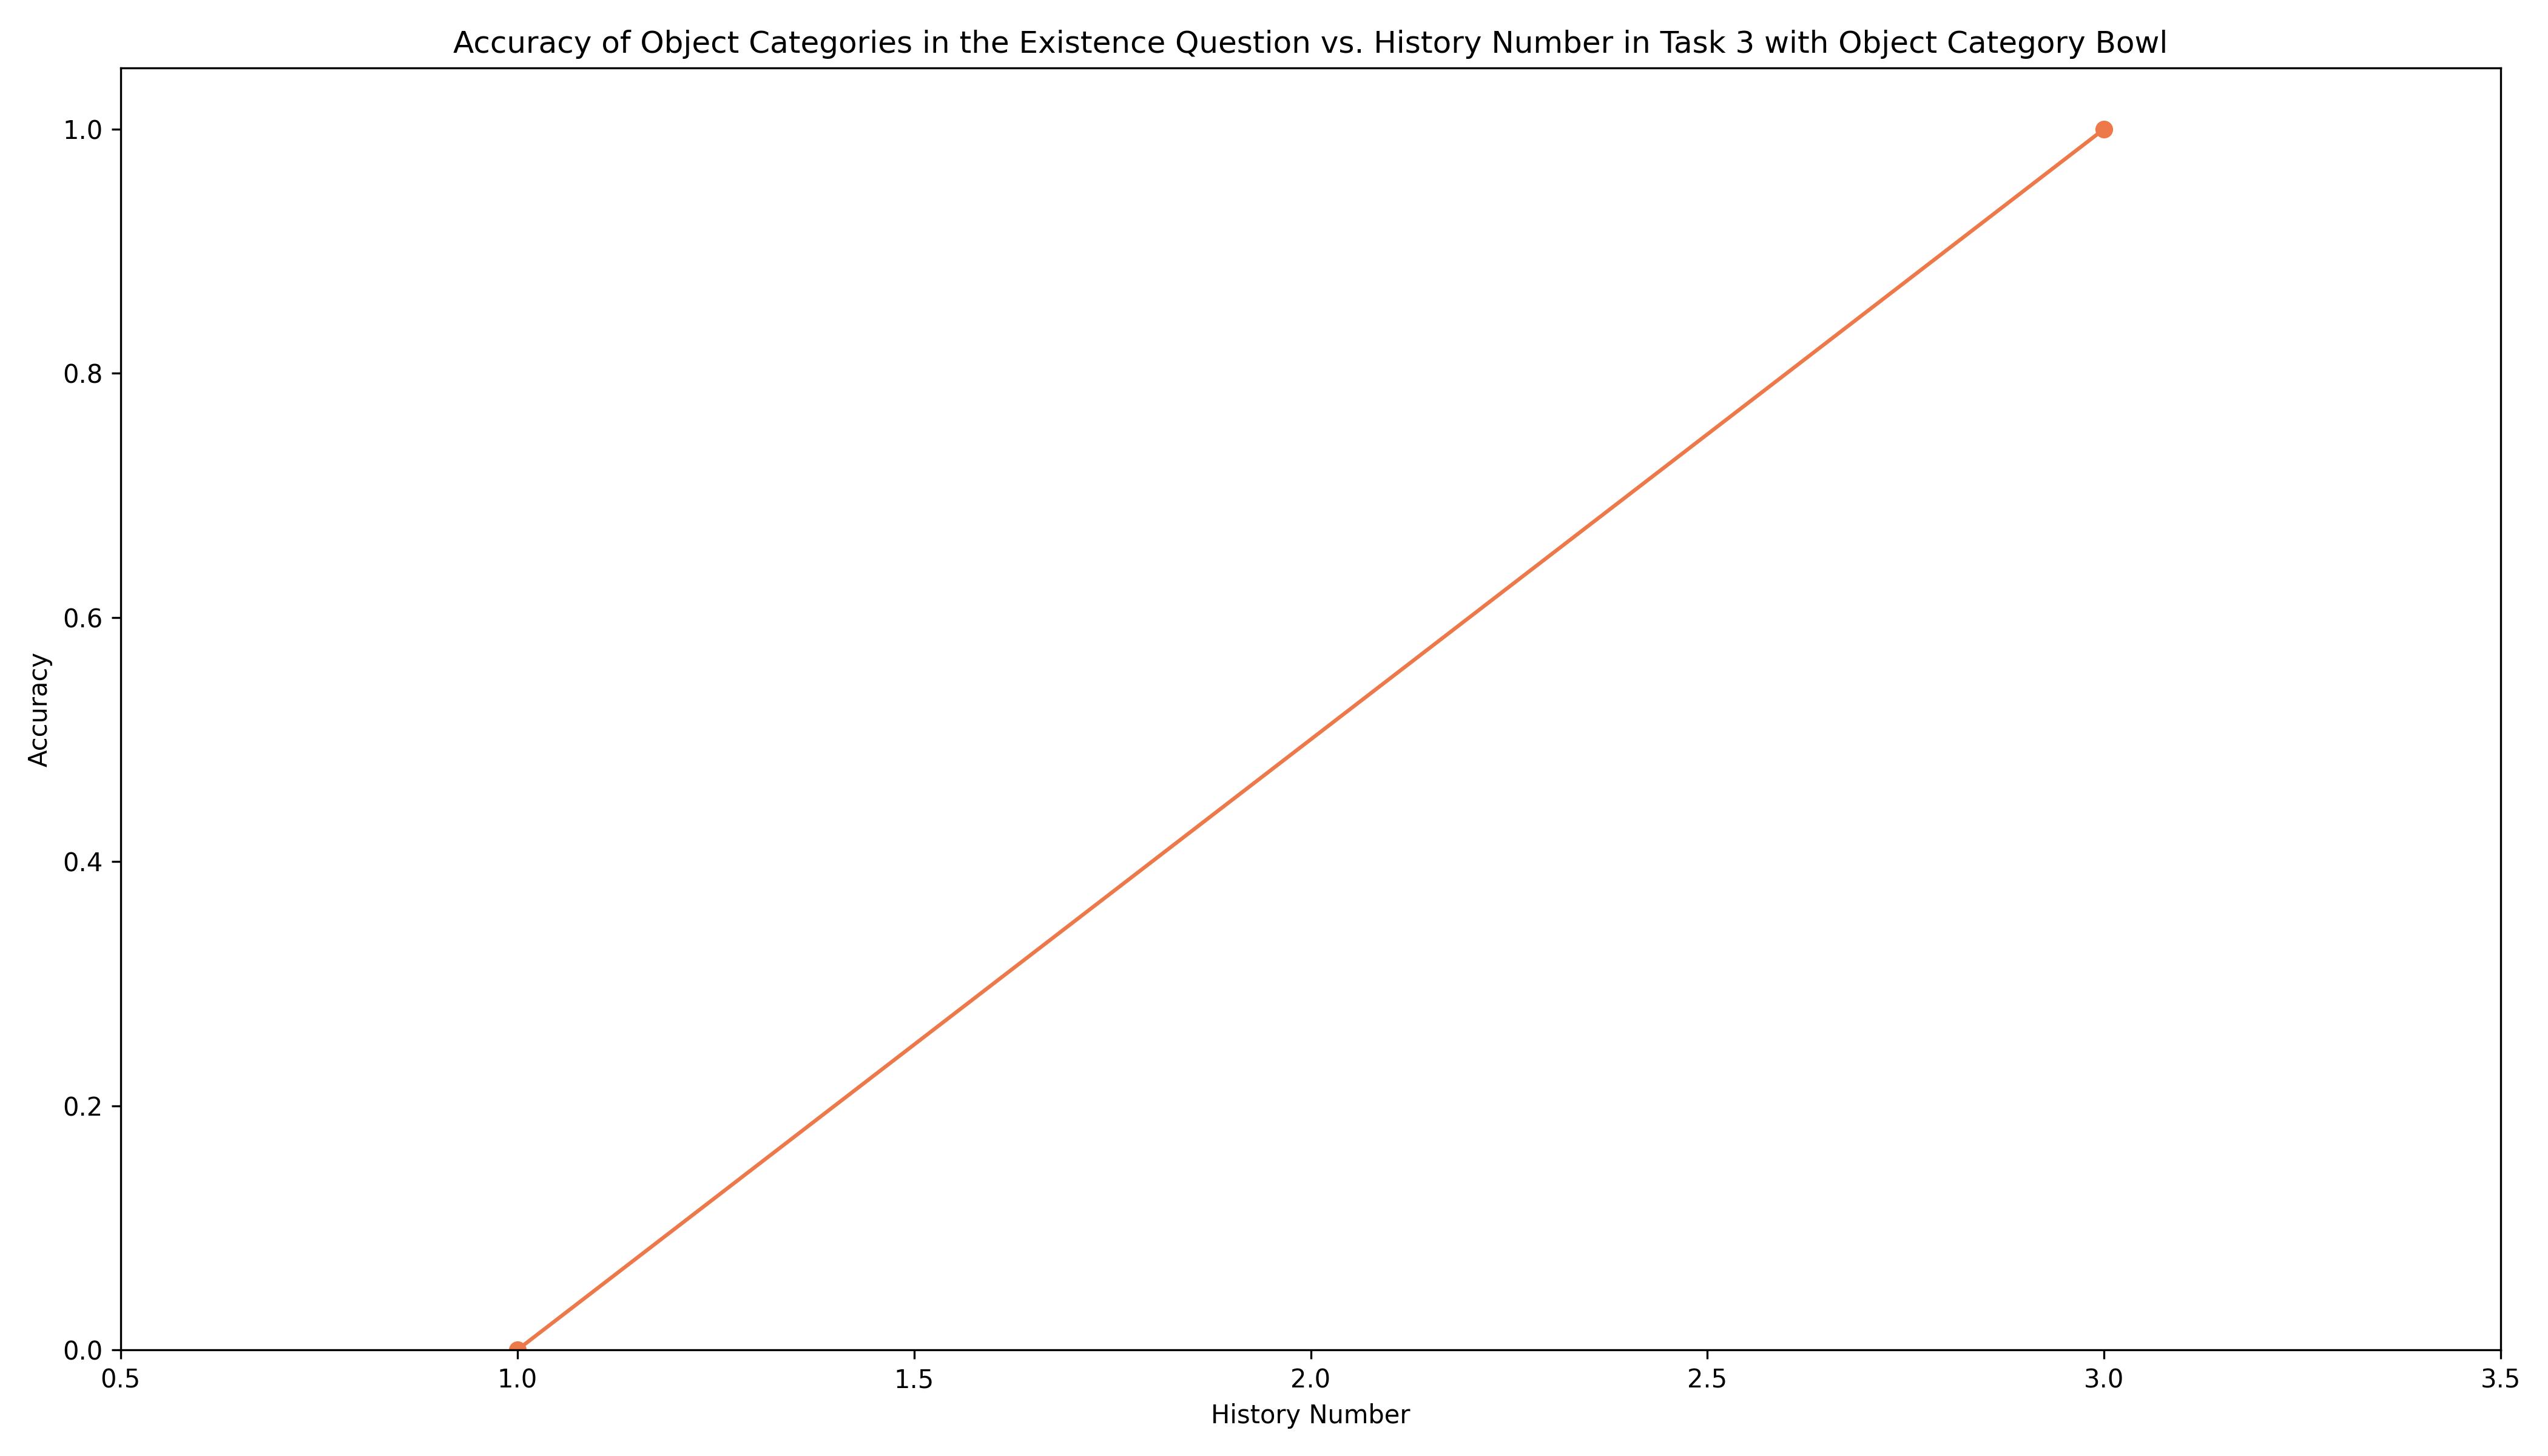 Accuracy of Object Categories in the Existence Question vs. History Number in Task 3 with Object Category Bowl
1.0
0.8
0.6
0.4
0.2
0.0
Accuracy
0.5 1.0 1.5 2.0 2.5 3.0 3.5
History Number